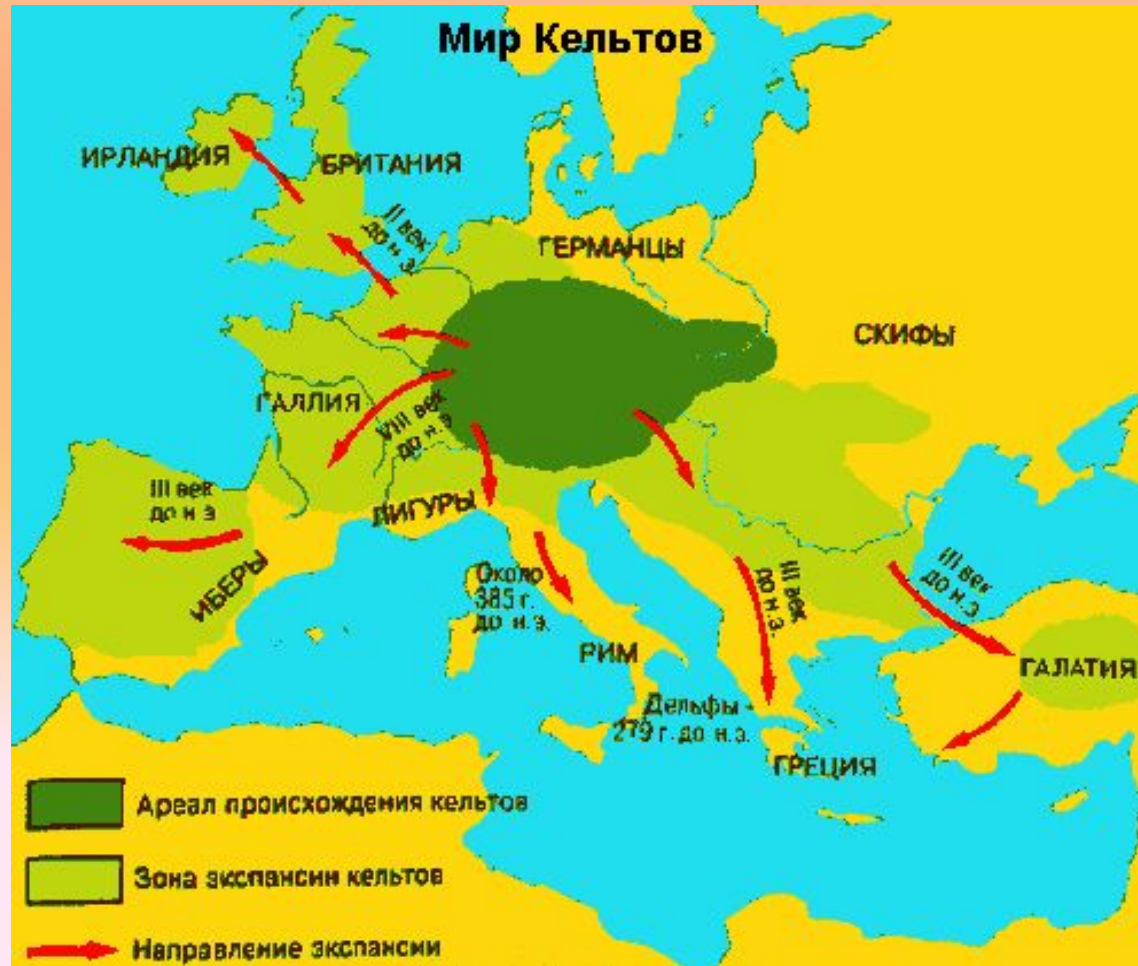 Мир Кельтов
ИРЛАНДИЯ
БРИТАНИЯ
II век
до н.э.
ГЕРМАНЦЫ
СКИФЫ
ГАЛЛИЯ
VIII век
до н.э.
III век
до н.э.
ЛИГУРЫ
ИБЕРЫ
Около
385 г.
до н.э.
РИМ
III век
до н.э.
III век
до н.э.
ГАЛАТИЯ
Дельфы -
279 г. до н.э.
ГРЕЦИЯ
Ареал происхождения кельтов
Зона экспансии кельтов
Направление экспансии